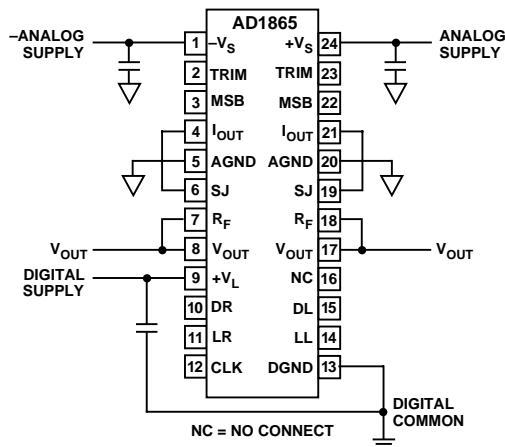 AD1865
–ANALOG
SUPPLY
1
–VS
+VS
24
ANALOG
SUPPLY
2
TRIM
TRIM
23
3
MSB
MSB
22
4
IOUT
IOUT
21
5
AGND
AGND
20
6
SJ
SJ
19
7
RF
RF
18
VOUT
8
VOUT
VOUT
17
VOUT
DIGITAL
SUPPLY
9
+VL
NC
16
10
DR
DL
15
11
LR
LL
14
12
CLK
DGND
13
DIGITAL
COMMON
NC = NO CONNECT